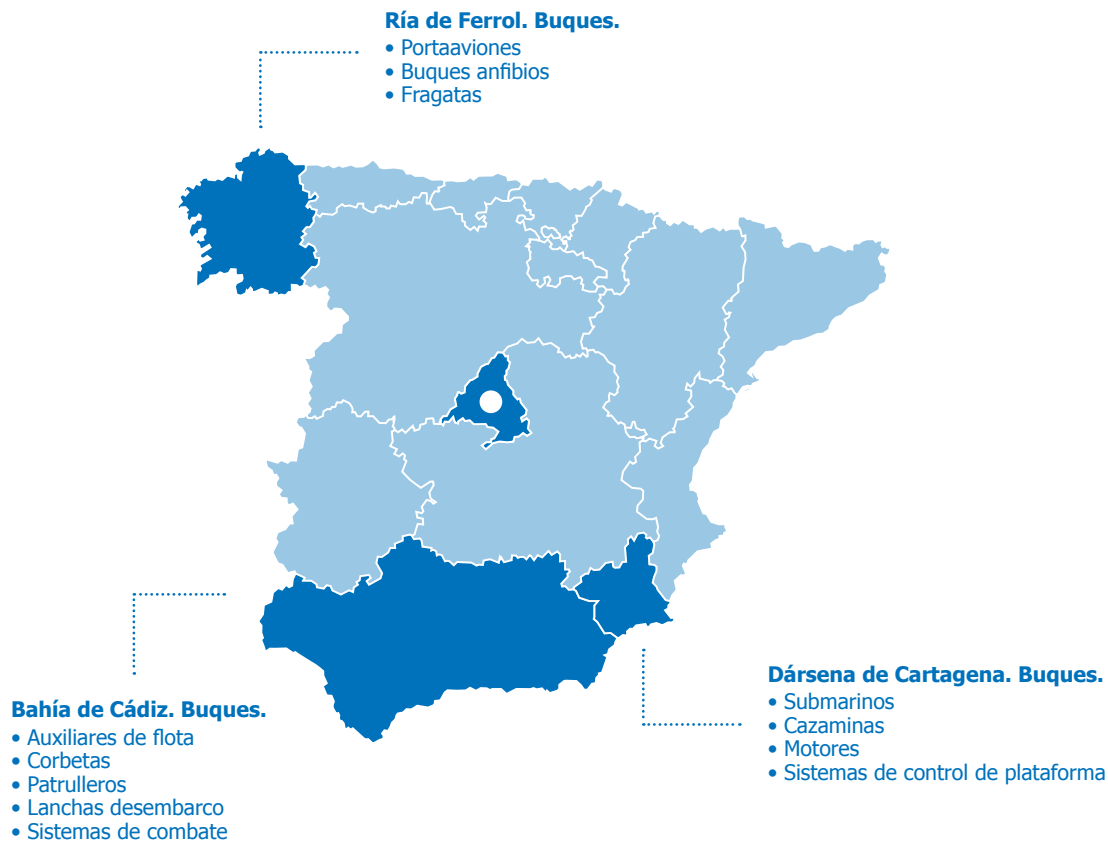 Ría de Ferrol. Buques.
• Portaaviones
• Buques anfibios
• Fragatas
Bahía de Cádiz. Buques.
• Auxiliares de flota
• Corbetas
• Patrulleros
• Lanchas desembarco
• Sistemas de combate
Dársena de Cartagena. Buques.
• Submarinos
• Cazaminas
• Motores
• Sistemas de control de plataforma